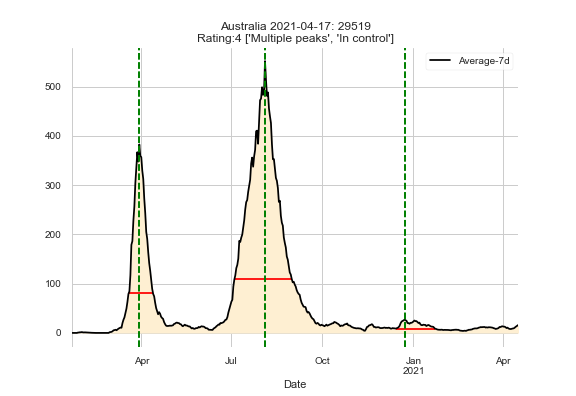 Australia 2021-04-17: 29519
Rating:4 ['Multiple peaks', 'In control']
Average-7d
500
400
300
200
100
0
Apr
Jul
Oct
Jan
2021
Apr
Date